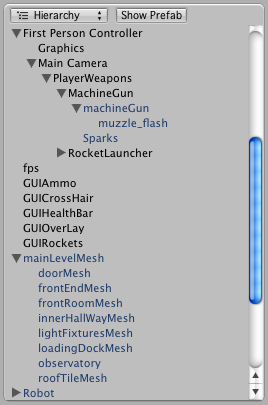 Hierarchy Show Prefab
First Person Controller
Graphics
Main Camera
PlayerWeapons
MachineGun
machineGun
muzzle_flash
Sparks
RocketLauncher
fps
GUIAmmo
GUICrossHair
GUIHealthBar
GUIOverLay
GUIRockets
mainLevelMesh
doorMesh
frontEndMesh
frontRoomMesh
innerHallWayMesh
lightFixturesMesh
loadingDockMesh
observatory
roofTileMesh
Robot